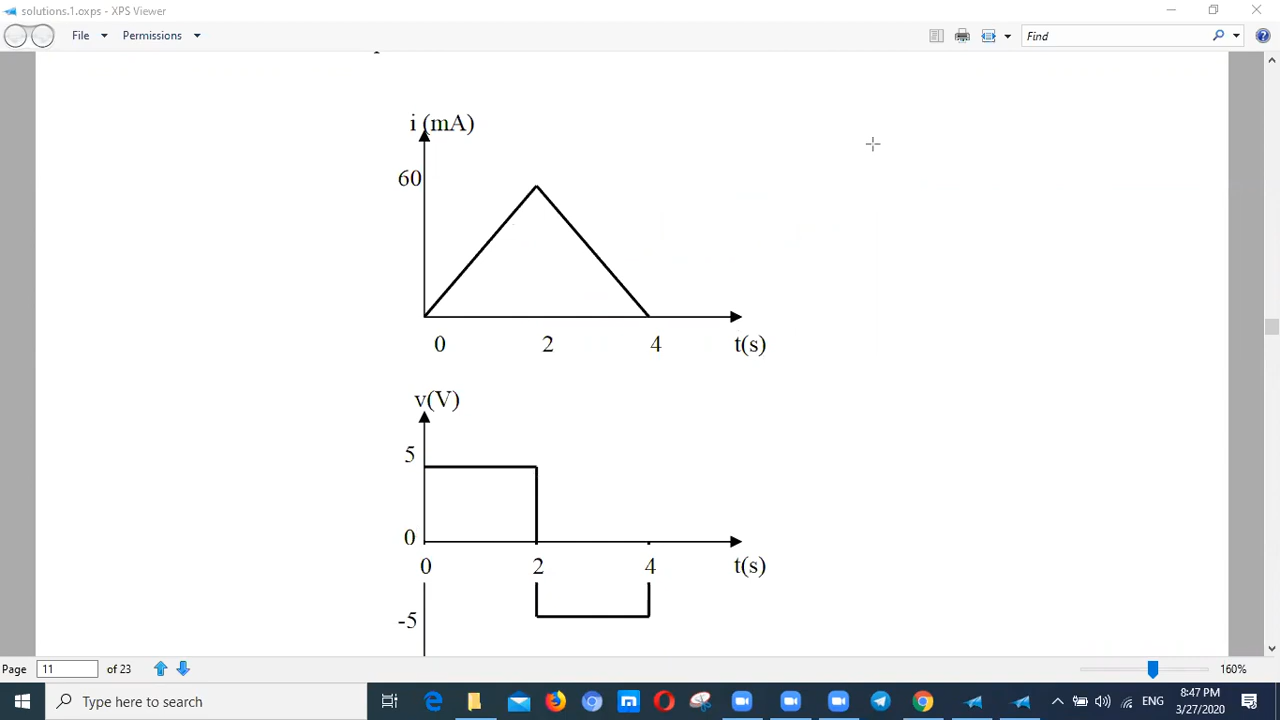 solutions.1.oxps - XPS Viewer
File Permissions Find
i (mA)
60
0 2 4 t(s)
v(V)
5
0
0 2 4 t(s)
-5
Page 11 of 23 160%
Type here to search
ENG
8:47 PM
3/27/2020